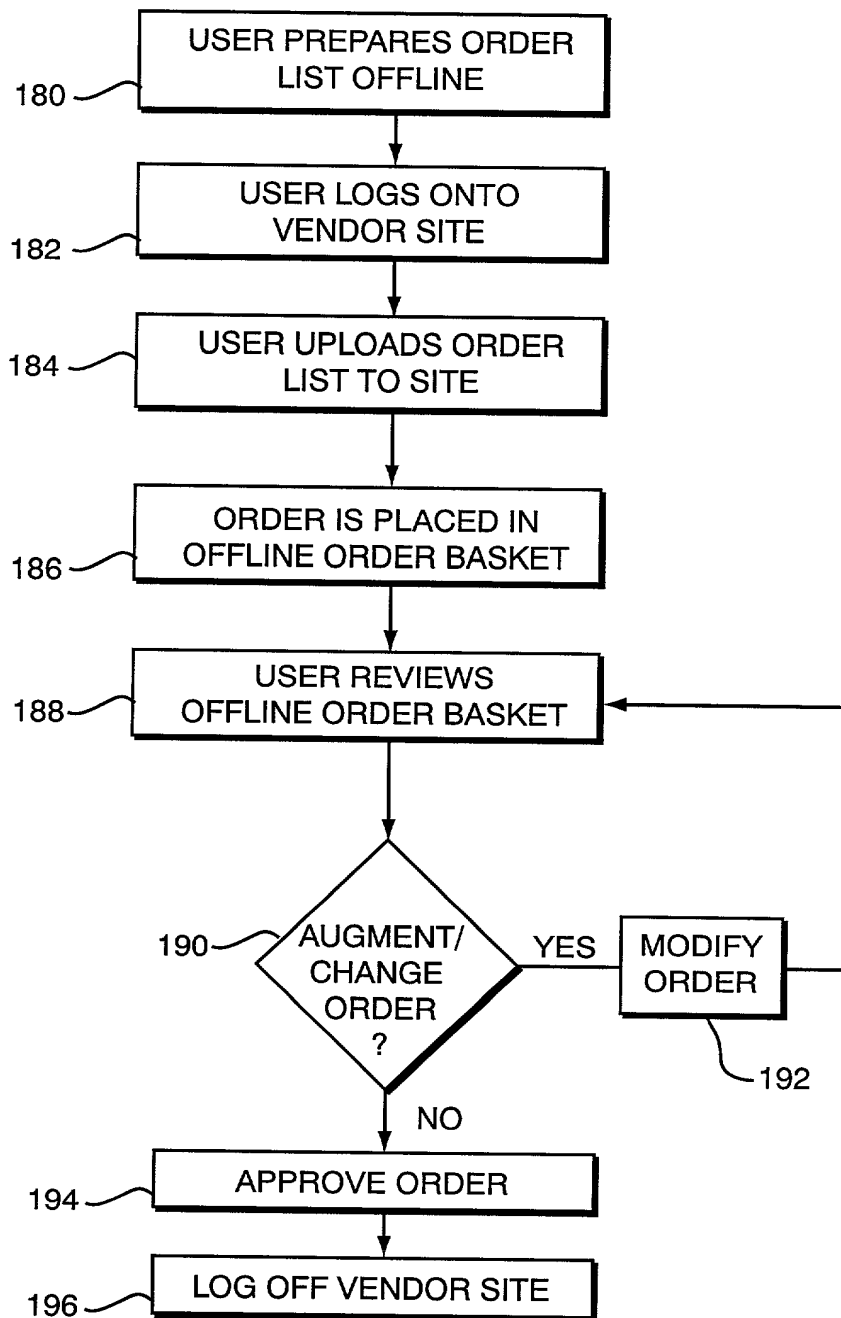 USER PREPARES ORDER
LIST OFFLINE
180
USER LOGS ONTO
VENDOR SITE
182
USER UPLOADS ORDER
LIST TO SITE
184
ORDER IS PLACED IN
OFFLINE ORDER BASKET
186
USER REVIEWS
OFFLINE ORDER BASKET
188
190
AUGMENT/
CHANGE
ORDER
?
YES
MODIFY
ORDER
192
NO
APPROVE ORDER
194
LOG OFF VENDOR SITE
196